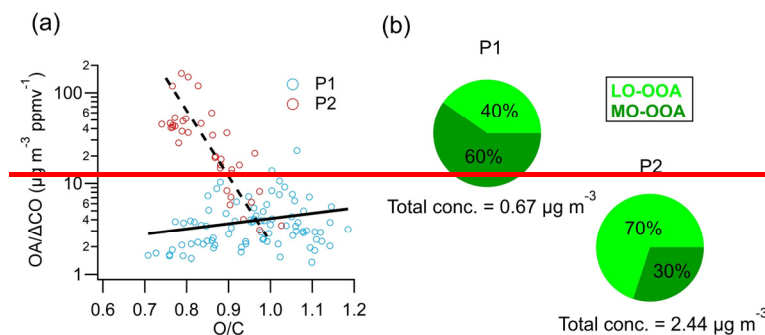 (a)
OA/ΔCO (µg m⁻³ ppmv⁻¹)
2
100
8
6
4
2
10
8
6
4
2
1
0.6 0.7 0.8 0.9 1.0 1.1 1.2
O/C
P1
P2
(b)
P1
40%
60%
Total conc. = 0.67 µg m⁻³
LO-OOA
MO-OOA
P2
70%
30%
Total conc. = 2.44 µg m⁻³